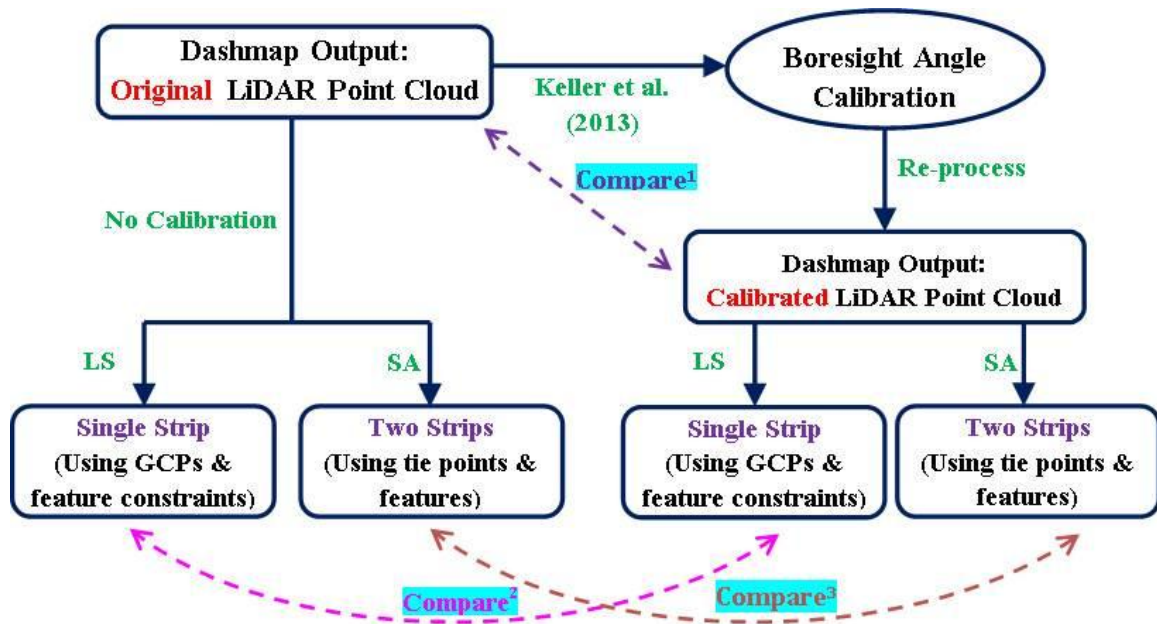 Dashmap Output:
Original LiDAR Point Cloud
Keller et al.
(2013)
Boresight Angle
Calibration
Compare¹
Re-process
No Calibration
Dashmap Output:
Calibrated LiDAR Point Cloud
LS
SA
LS
SA
Single Strip
(Using GCPs &
feature constraints)
Two Strips
(Using tie points &
features)
Single Strip
(Using GCPs &
feature constraints)
Two Strips
(Using tie points &
features)
Compare²
Compare³